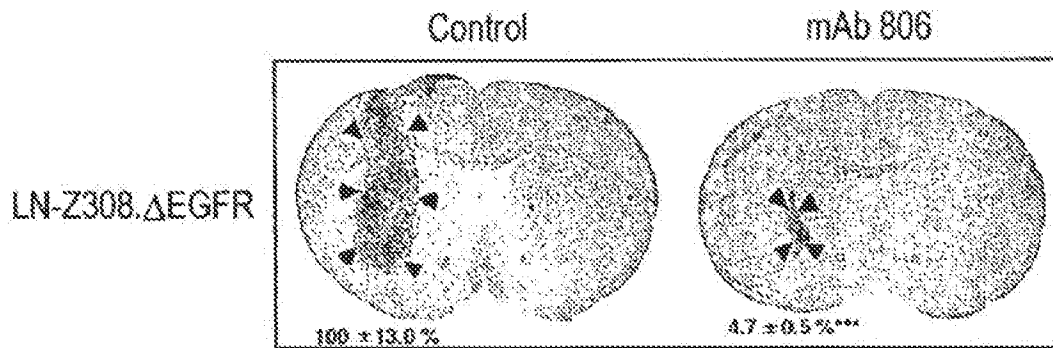 Control
mAb 806
LN-Z308.ΔEGFR
100 ± 13.0 %
4.7 ± 0.5 %***